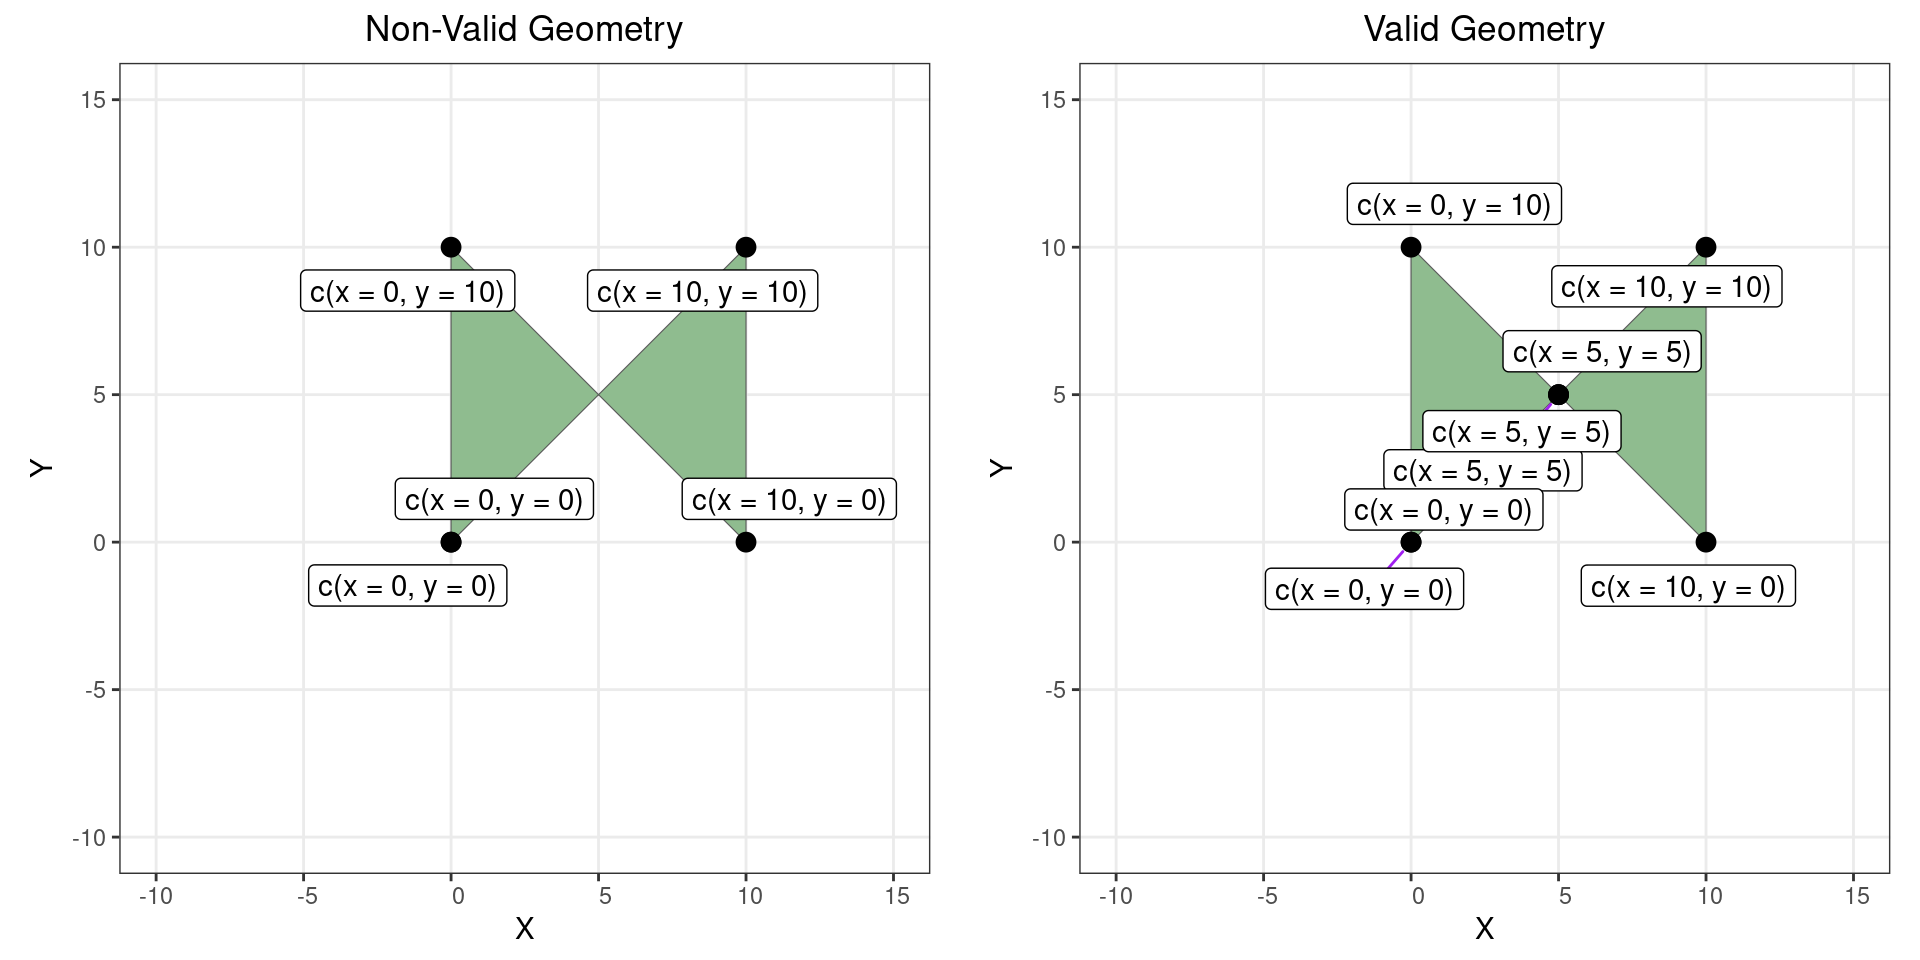 Non-Valid Geometry
15
10
5
0
-5
-10
Y
c(x = 0, y = 10)
c(x = 10, y = 10)
c(x = 0, y = 0)
c(x = 10, y = 0)
c(x = 0, y = 0)
-10
-5
0
5
10
15
X
Valid Geometry
15
10
5
0
-5
-10
Y
c(x = 0, y = 10)
c(x = 10, y = 10)
c(x = 5, y = 5)
c(x = 5, y = 5)
c(x = 5, y = 5)
c(x = 0, y = 0)
c(x = 0, y = 0)
c(x = 10, y = 0)
-10
-5
0
5
10
15
X